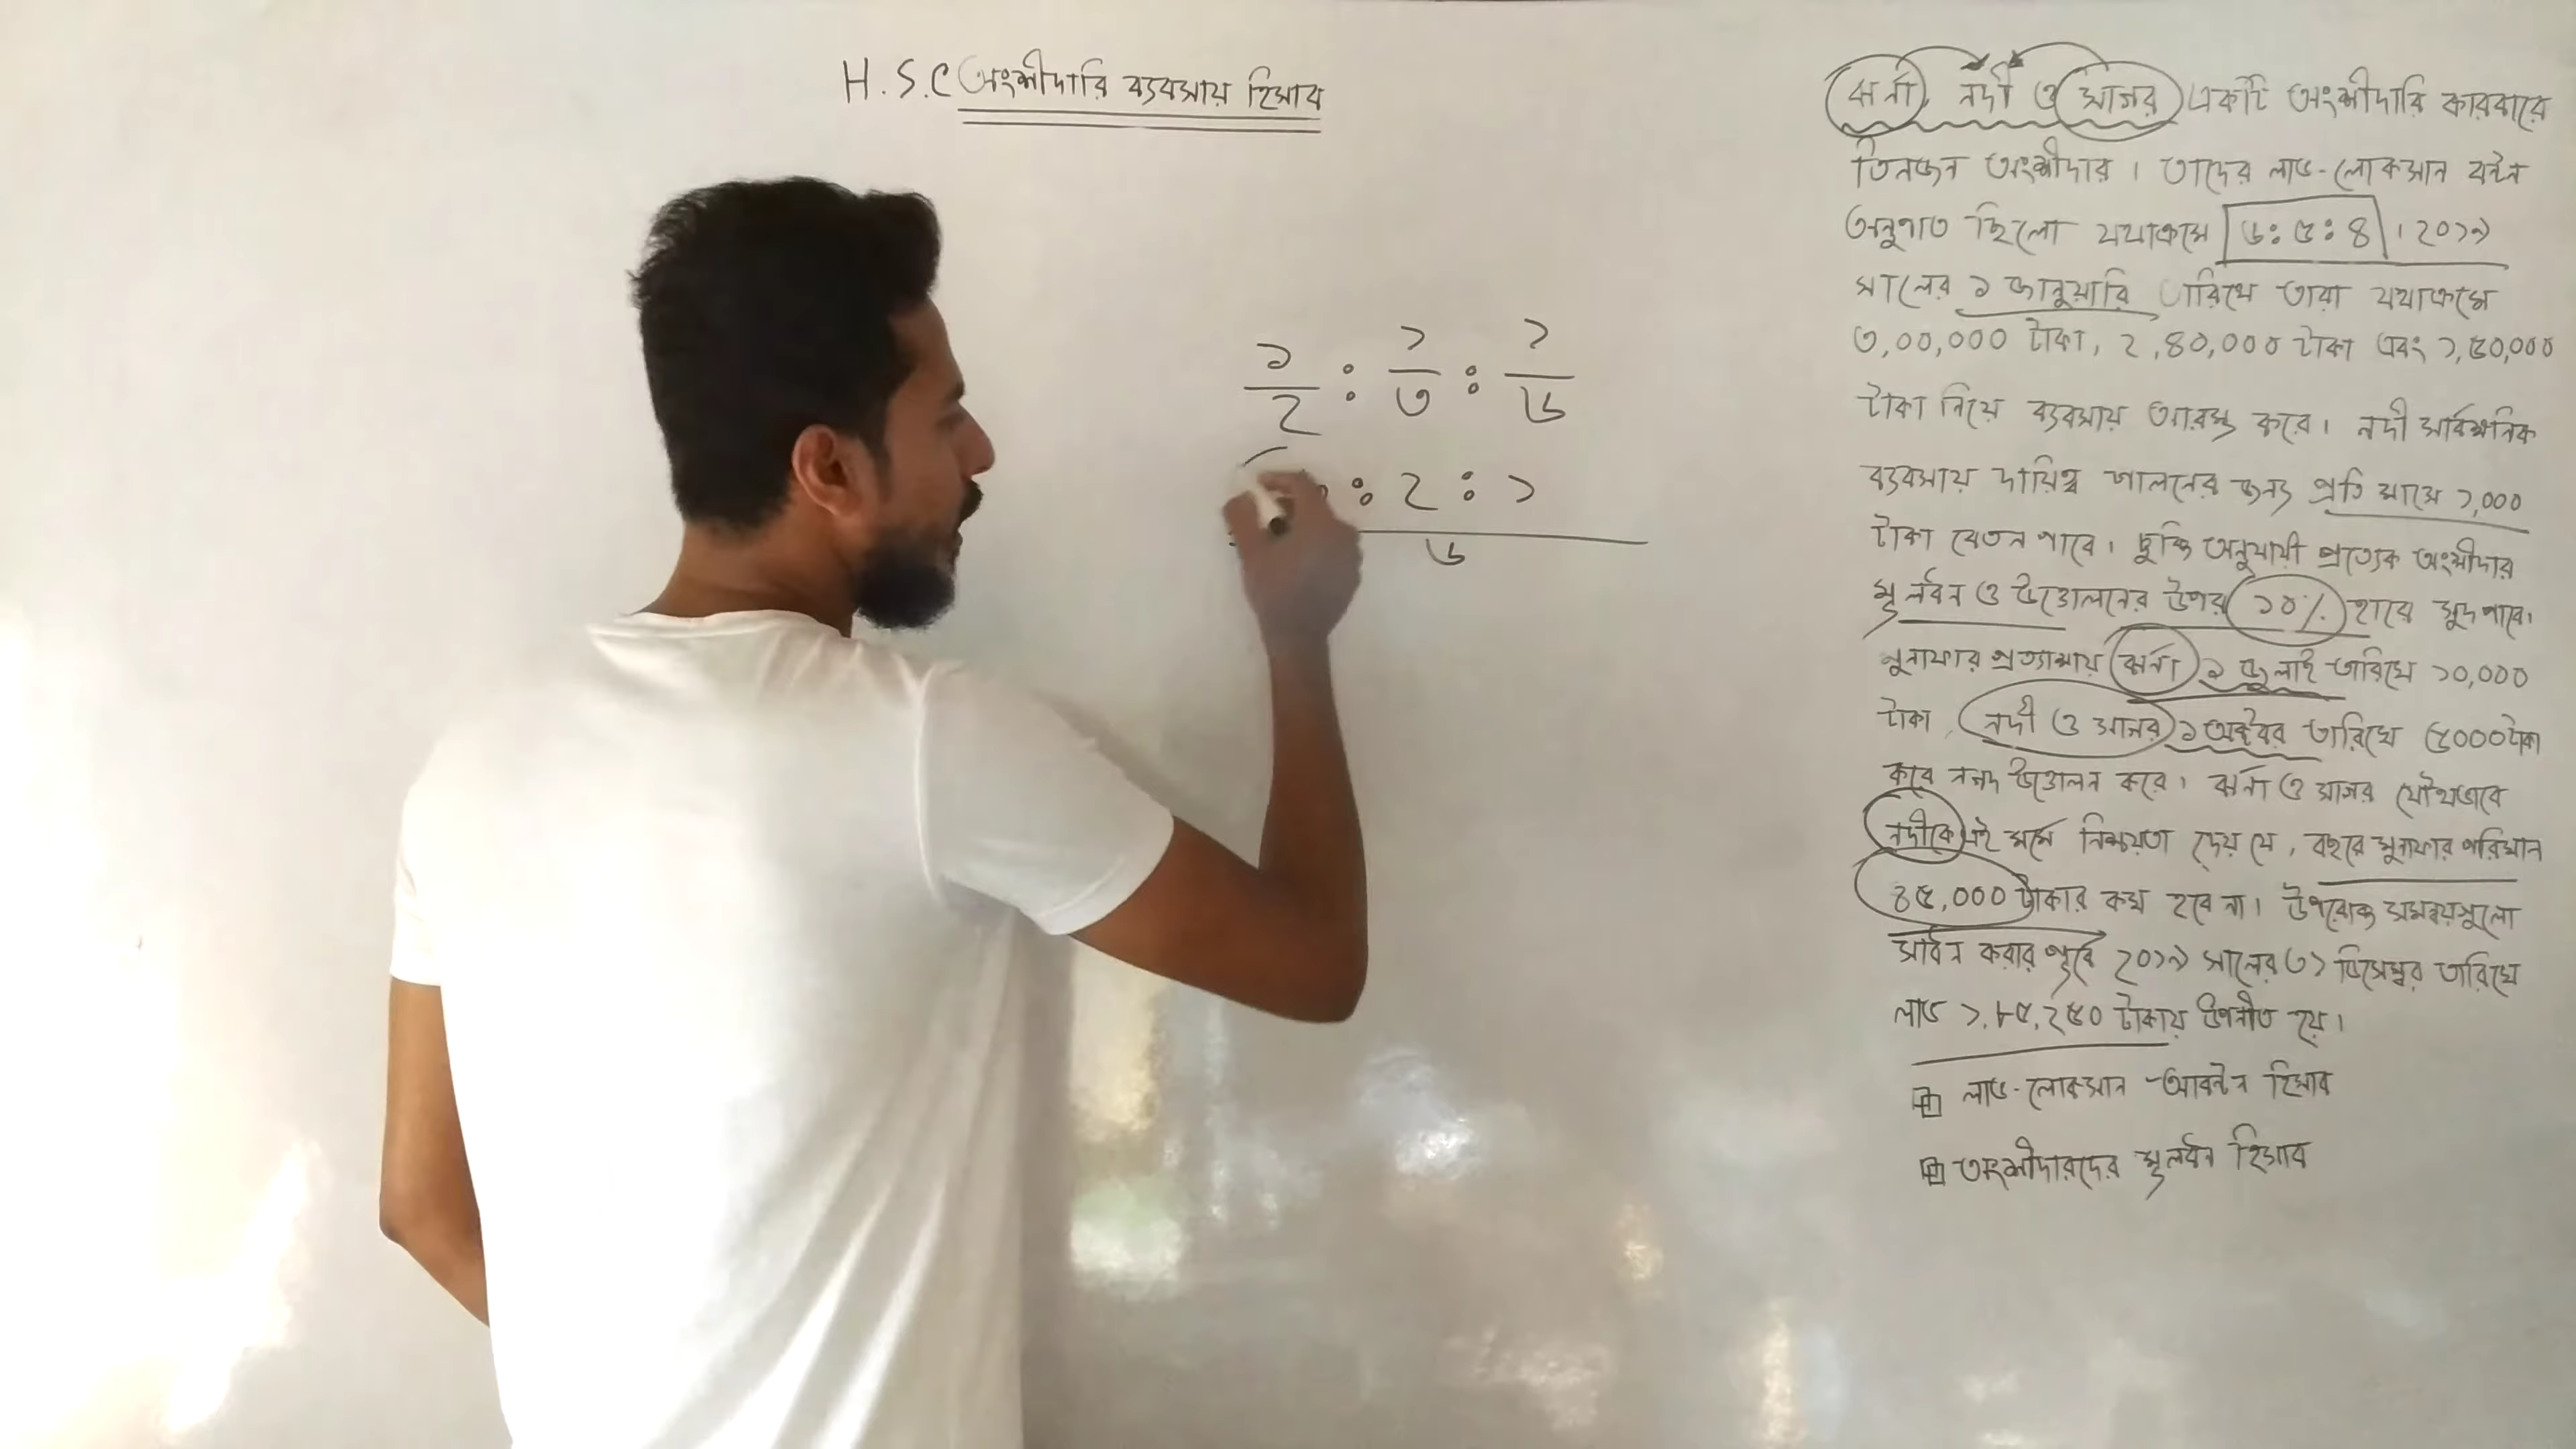 H.S.C অংশীদারি ব্যবসায় হিসাব
১/২ : ১/৩ : ১/৬
: ২ : ১
৬
ঝর্না, নদী ও সাগর একটি অংশীদারি কারবারে
তিনজন অংশীদার। তাদের লাভ-লোকসান বন্টন
অনুপাত ছিলো যথাক্রমে ৬:৫:৪। ২০১৯
সালের ১ জানুয়ারি তারিখে তারা যথাক্রমে
৩,০০,০০০ টাকা, ২,৪০,০০০ টাকা এবং ১,৫০,০০০
টাকা নিয়ে ব্যবসায় আরম্ভ করে। নদী সার্বক্ষনিক
ব্যবসায় দায়িত্ব পালনের জন্য প্রতি মাসে ১,০০০
টাকা বেতন পাবে। চুক্তি অনুযায়ী প্রত্যেক অংশীদার
মূলধন ও উত্তোলনের উপর ১০% হারে সুদ পাবে।
মুনাফার প্রত্যাশায় ঝর্না ১ জুলাই তারিখে ১০,০০০
টাকা, নদী ও সাগর ১ অক্টবর তারিখে ৫০০০ টাকা
করে নগদ উত্তোলন করে। ঝর্না ও সাগর যৌথভাবে
নদীকে এই মর্মে নিশ্চয়তা দেয় যে, বছরে মুনাফার পরিমান
৪৫,০০০ টাকার কম হবে না। উপরোক্ত সমন্বয়গুলো
সাধন করার পূর্বে ২০১৯ সালের ৩১ ডিসেম্বর তারিখে
লাভ ১,৮৫,২৫০ টাকায় উপনীত হয়।
লাভ-লোকসান আবন্টন হিসাব
অংশীদারদের মূলধন হিসাব